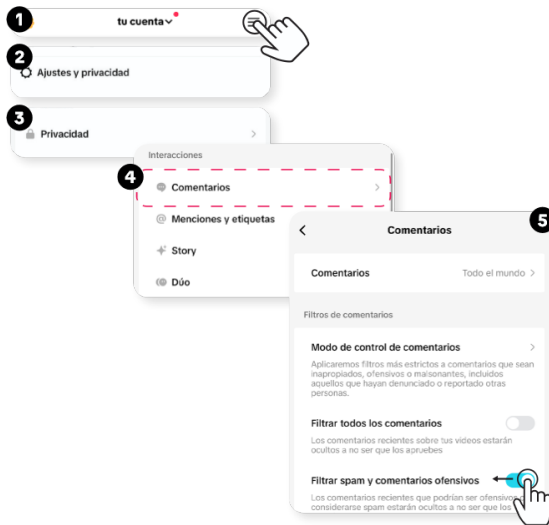 1
tu cuenta
2
Ajustes y privacidad
3
Privacidad
Interacciones
4
Comentarios
@ Menciones y etiquetas
Story
Dúo
5
Comentarios
Comentarios Todo el mundo
Filtros de comentarios
Modo de control de comentarios
Aplicaremos filtros más estrictos a comentarios que sean
inapropiados, ofensivos o malsonantes, incluidos
aquellos que hayan denunciado o reportado otras
personas.
Filtrar todos los comentarios
Los comentarios recientes sobre tus videos estarán
ocultos a no ser que los apruebes
Filtrar spam y comentarios ofensivos
Los comentarios recientes que podrían ser ofensivos
considerarse spam estarán ocultos a no ser que los